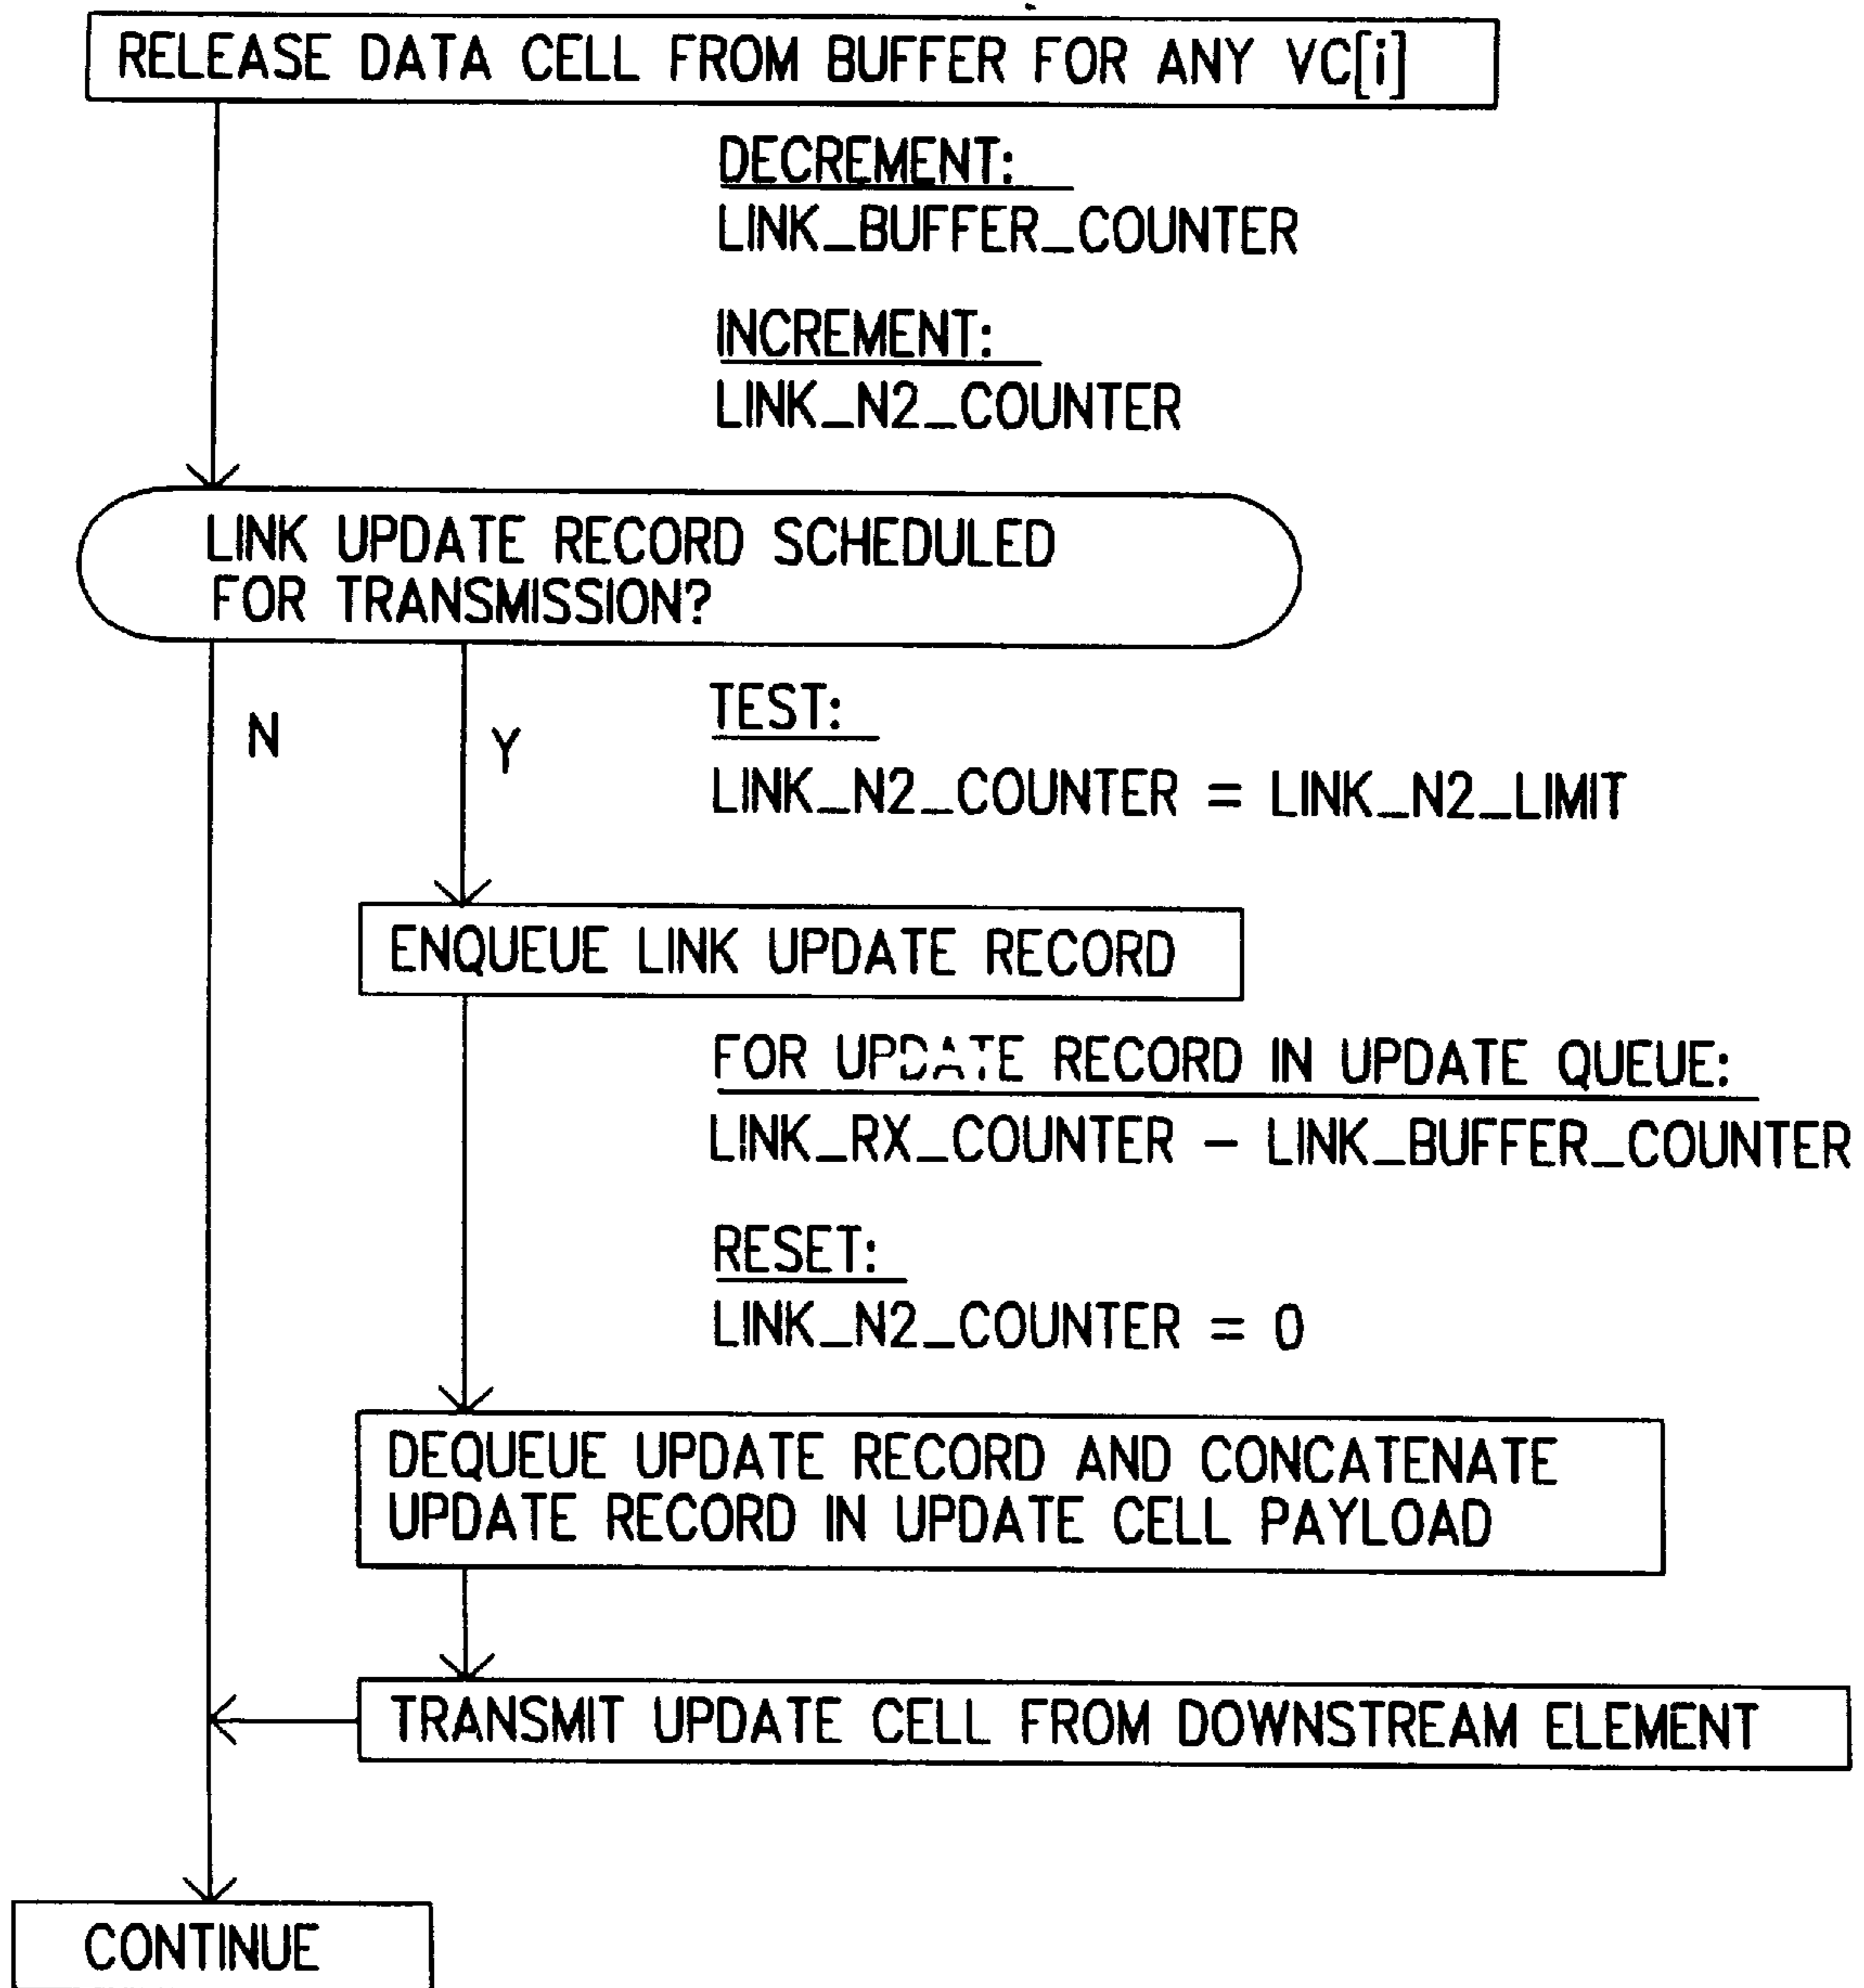 RELEASE DATA CELL FROM BUFFER FOR ANY VC[i]
DECREMENT:
LINK_BUFFER_COUNTER
INCREMENT:
LINK_N2_COUNTER
LINK UPDATE RECORD SCHEDULED
FOR TRANSMISSION?
N
Y
TEST:
LINK_N2_COUNTER = LINK_N2_LIMIT
ENQUEUE LINK UPDATE RECORD
FOR UPDATE RECORD IN UPDATE QUEUE:
LINK_RX_COUNTER – LINK_BUFFER_COUNTER
RESET:
LINK_N2_COUNTER = 0
DEQUEUE UPDATE RECORD AND CONCATENATE
UPDATE RECORD IN UPDATE CELL PAYLOAD
TRANSMIT UPDATE CELL FROM DOWNSTREAM ELEMENT
CONTINUE